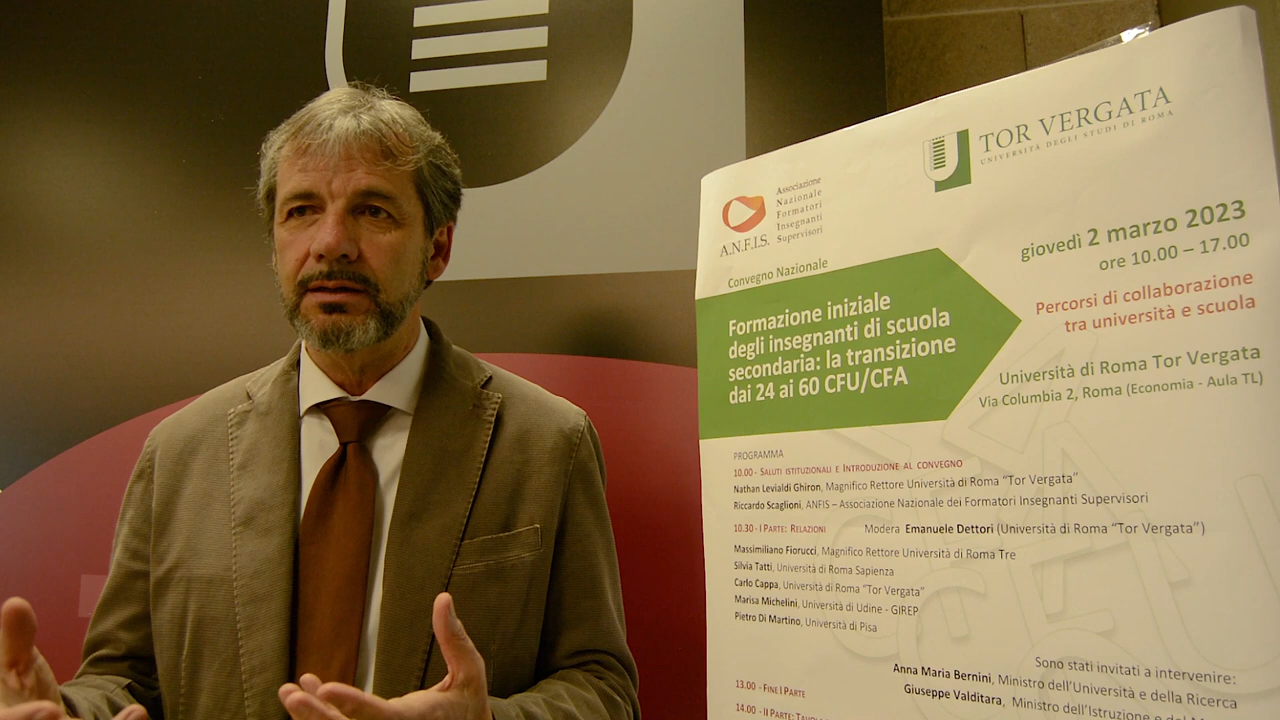 TOR VERGATA
UNIVERSITÀ DEGLI STUDI DI ROMA
Associazione
Nazionale
Formatori
Insegnanti
Supervisori
A.N.F.I.S.
giovedì 2 marzo 2023
ore 10.00 – 17.00
Convegno Nazionale
Formazione iniziale
degli insegnanti di scuola
secondaria: la transizione
dai 24 ai 60 CFU/CFA
Percorsi di collaborazione
tra università e scuola
Università di Roma Tor Vergata
Via Columbia 2, Roma (Economia - Aula TL)
PROGRAMMA
10.00 - SALUTI ISTITUZIONALI E INTRODUZIONE AL CONVEGNO
Nathan Levialdi Ghiron, Magnifico Rettore Università di Roma “Tor Vergata”
Riccardo Scaglioni, ANFIS – Associazione Nazionale dei Formatori Insegnanti Supervisori
10.30 - I PARTE: RELAZIONI Modera Emanuele Dettori (Università di Roma “Tor Vergata”)
Massimiliano Fiorucci, Magnifico Rettore Università di Roma Tre
Silvia Tatti, Università di Roma Sapienza
Carlo Cappa, Università di Roma “Tor Vergata”
Marisa Michelini, Università di Udine - GIREP
Pietro Di Martino, Università di Pisa
Sono stati invitati a intervenire:
Anna Maria Bernini, Ministro dell’Università e della Ricerca
Giuseppe Valditara, Ministro dell’Istruzione e del
13.00 - FINE I PARTE
14.00 - II PARTE: